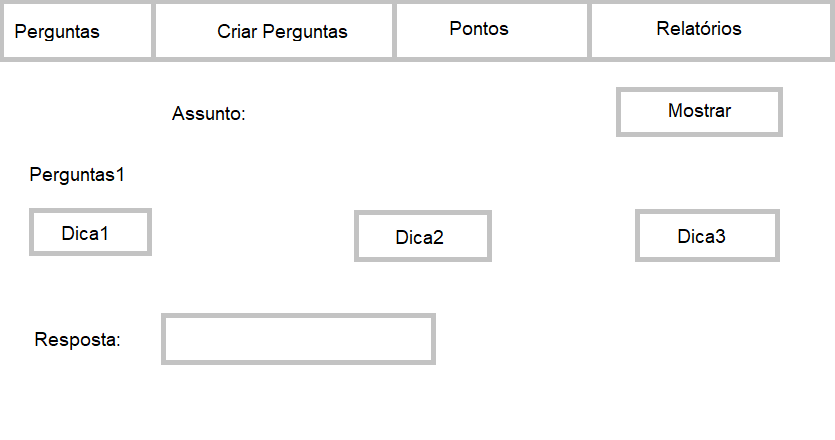 Perguntas
Criar Perguntas
Pontos
Relatórios
Assunto:
Mostrar
Perguntas1
Dica1
Dica2
Dica3
Resposta: